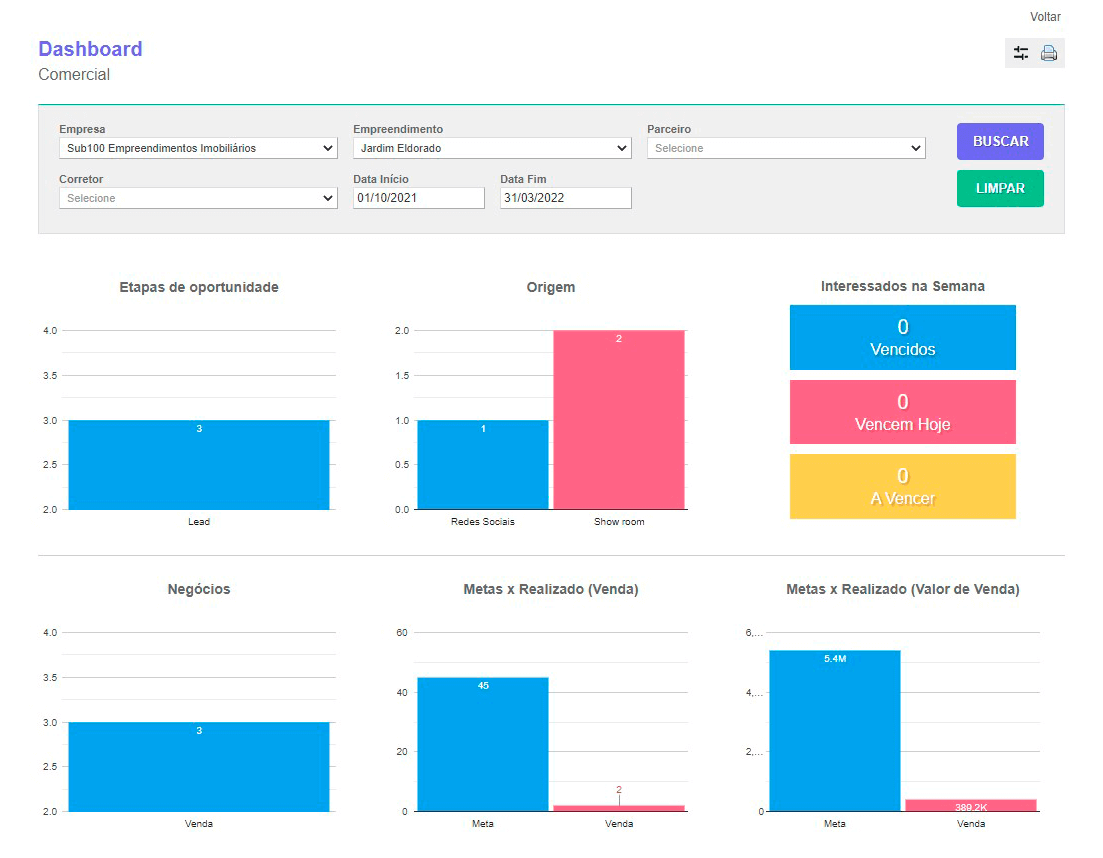 Voltar
Dashboard
Comercial
Empresa
Empreendimento
Parceiro
Sub100 Empreendimentos Imobiliários
Jardim Eldorado
Selecione
BUSCAR
Corretor
Data Início
Data Fim
Selecione
01/10/2021
31/03/2022
LIMPAR
Etapas de oportunidade
4.0
3.5
3.0
2.5
2.0
3
Lead
Origem
2.0
1.5
1.0
0.5
0.0
1
2
Redes Sociais
Show room
Interessados na Semana
0
Vencidos
0
Vencem Hoje
0
A Vencer
Negócios
4.0
3.5
3.0
2.5
2.0
3
Venda
Metas x Realizado (Venda)
60
40
20
0
45
2
Meta
Venda
Metas x Realizado (Valor de Venda)
6,...
4,...
2,...
0
5.4M
389.2K
Meta
Venda